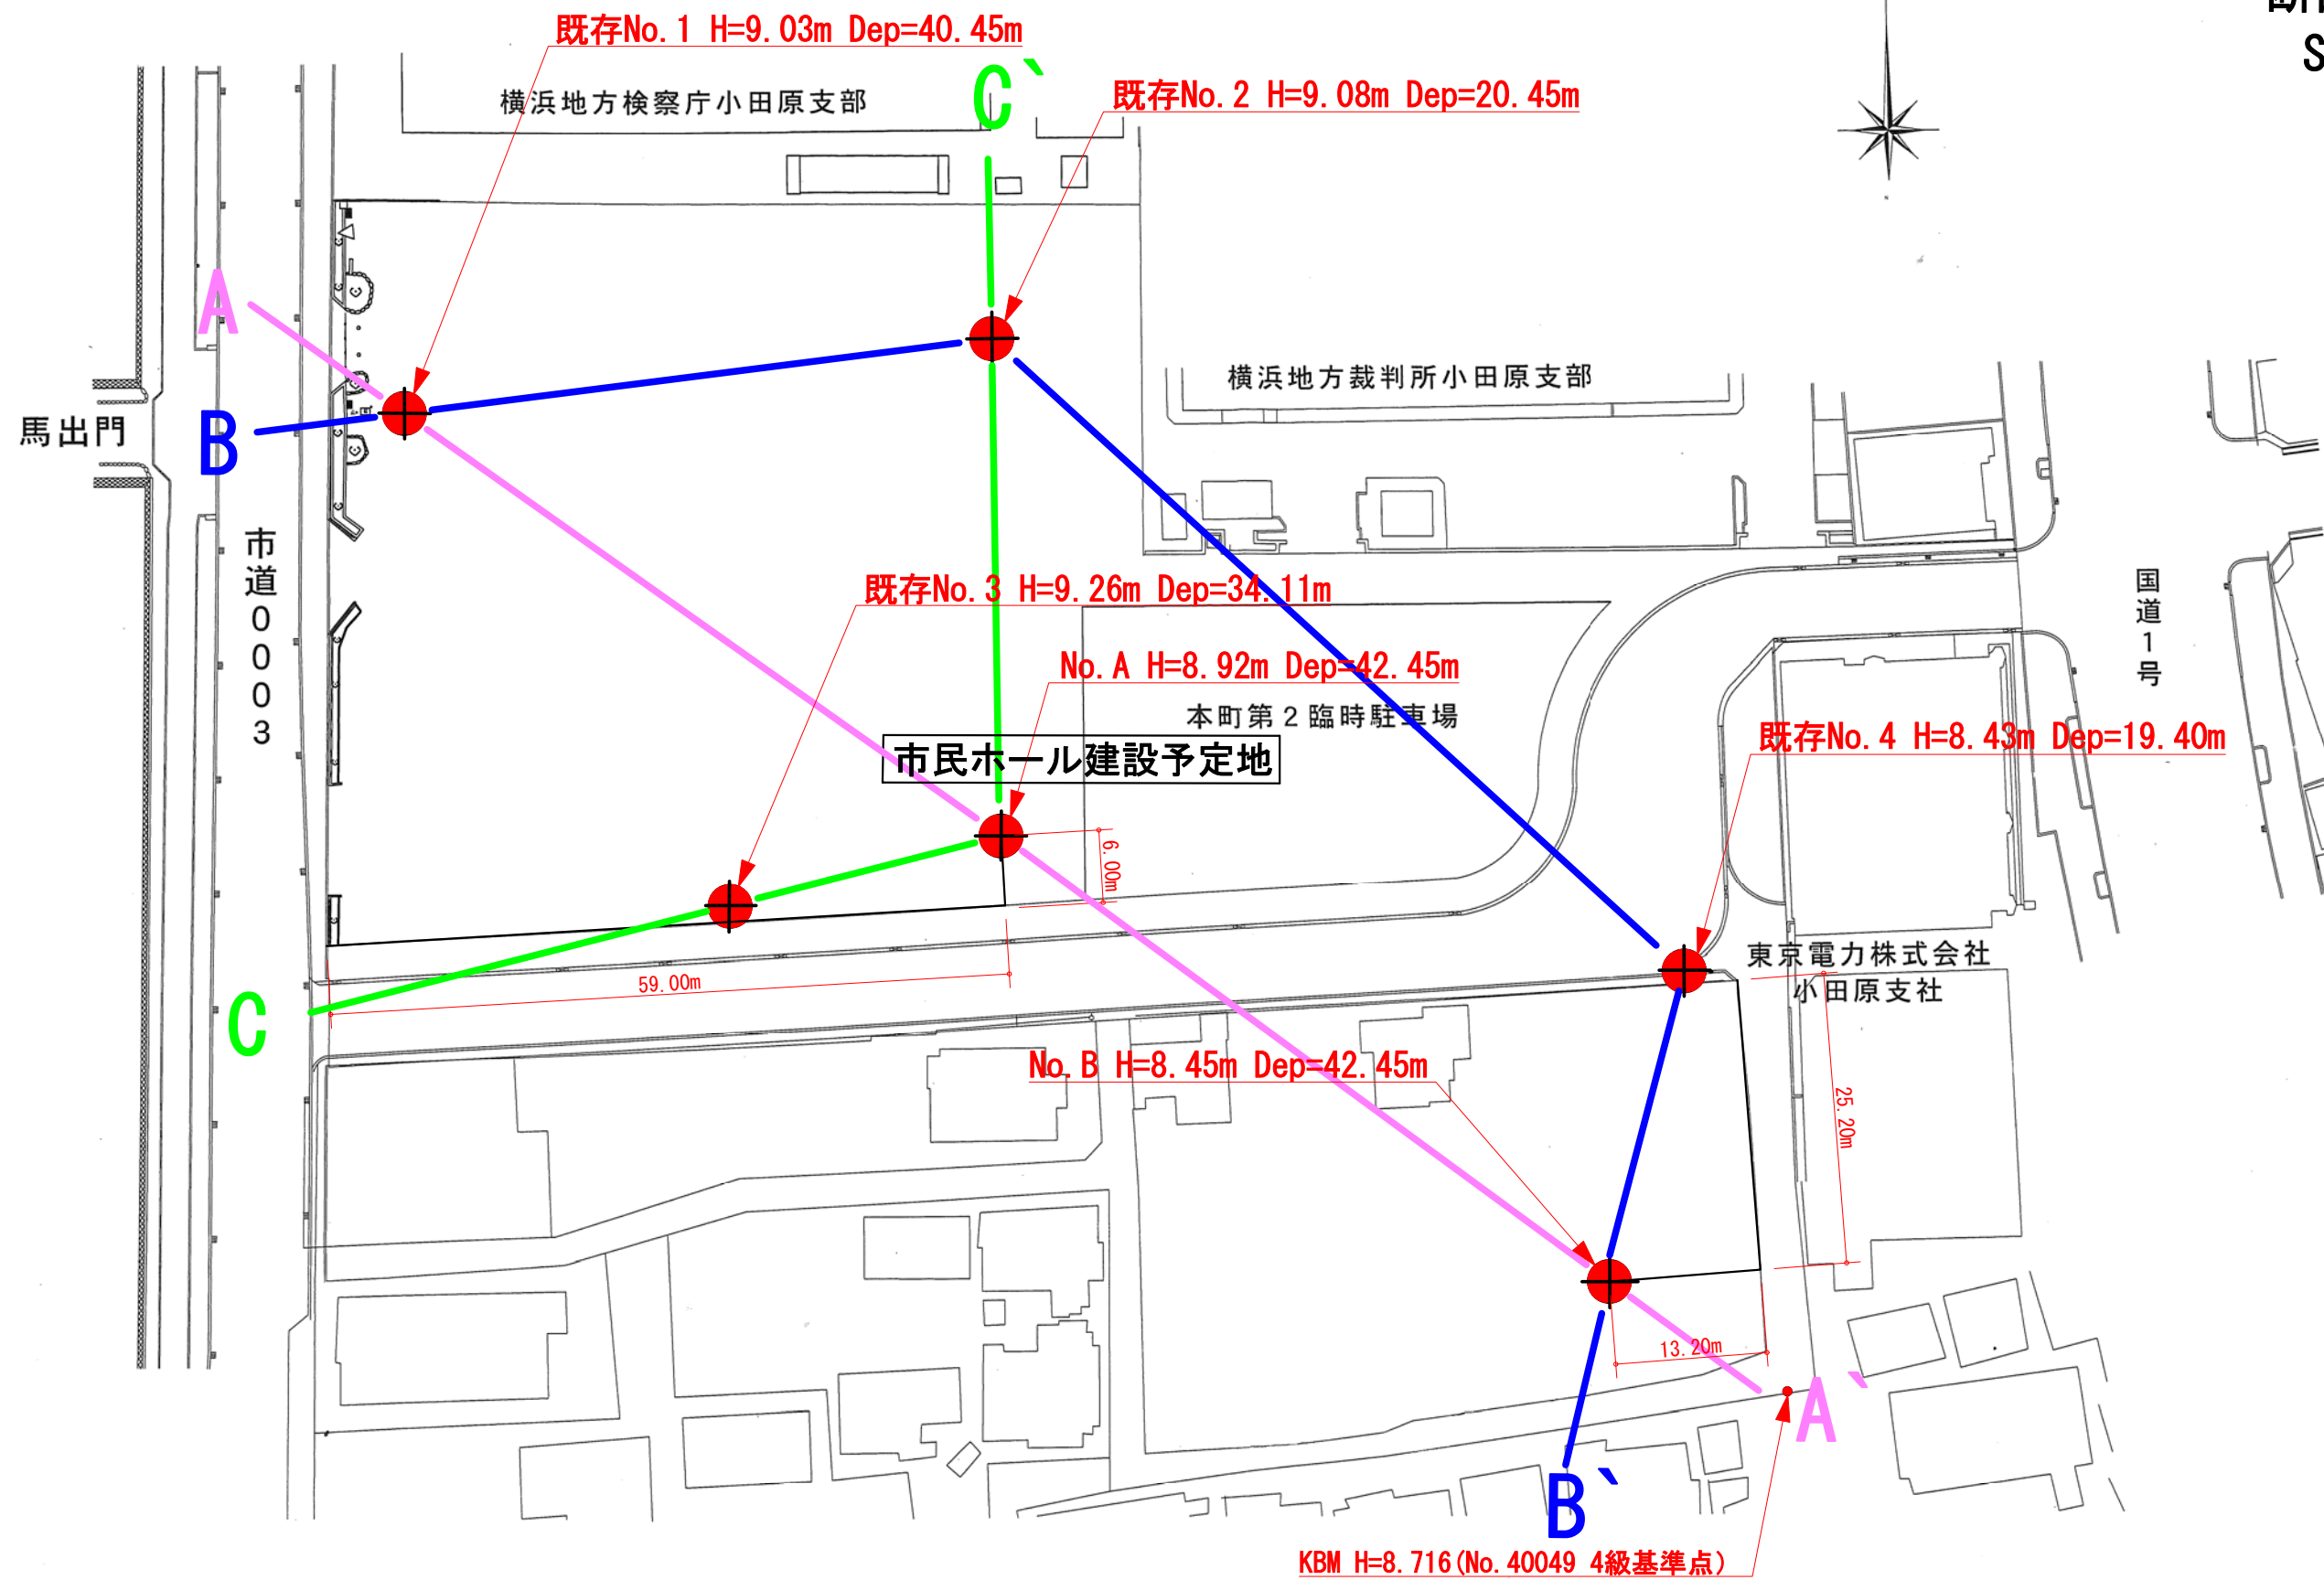 既存No.1 H=9.03m Dep=40.45m
S
横浜地方検察庁小田原支部
C`
既存No.2 H=9.08m Dep=20.45m
A
横浜地方裁判所小田原支部
馬出門
B
市道0003
既存No.3 H=9.26m Dep=34.11m
国道1号
No.A H=8.92m Dep=42.45m
本町第2臨時駐車場
既存No.4 H=8.43m Dep=19.40m
市民ホール建設予定地
6.00m
東京電力株式会社
小田原支社
59.00m
C
No.B H=8.45m Dep=42.45m
25.20m
13.20m
A`
B`
KBM H=8.716(No.40049 4級基準点)